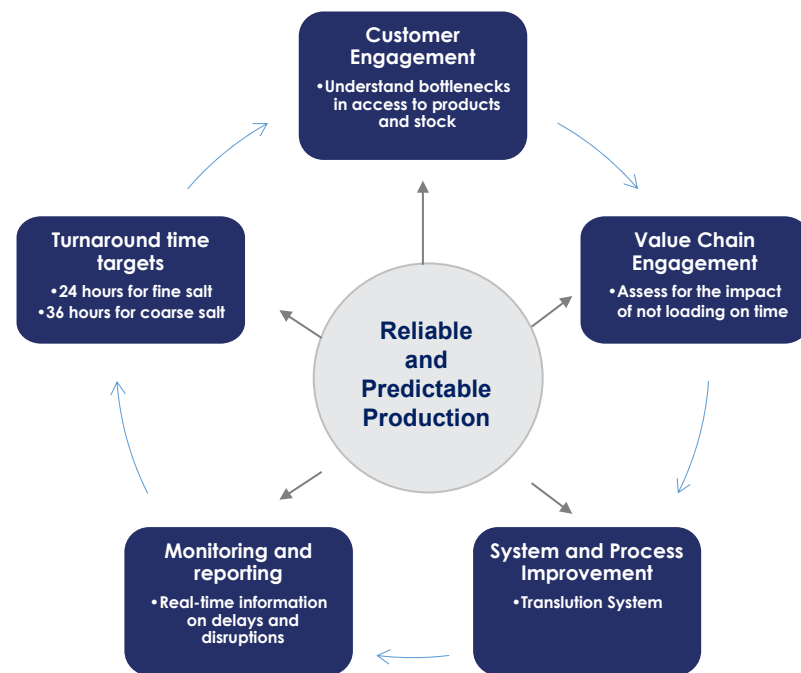 Customer
Engagement
•Understand bottlenecks
in access to products
and stock
Turnaround time
targets
•24 hours for fine salt
•36 hours for coarse salt
Value Chain
Engagement
•Assess for the impact
of not loading on time
Reliable
and
Predictable
Production
Monitoring and
reporting
•Real-time information
on delays and
disruptions
System and Process
Improvement
•Translution System